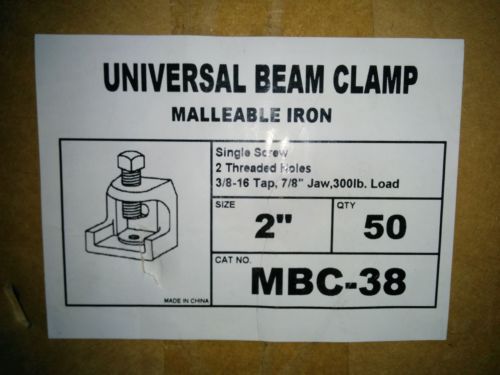 UNIVERSAL BEAM CLAMP
MALLEABLE IRON
Single Screw
2 Threaded Holes
3/8-16 Tap, 7/8" Jaw,300lb. Load
SIZE
2"
QTY
50
CAT NO.
MBC-38
MADE IN CHINA